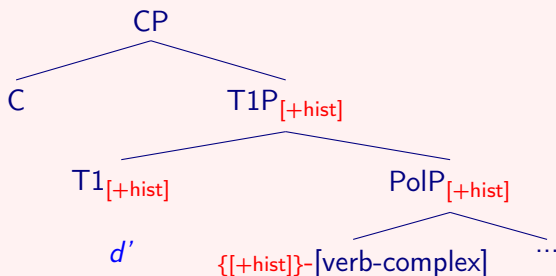 CP
C T1P[+hist]
T1[+hist] PolP[+hist]
d' {[+hist]}-[verb-complex] ...